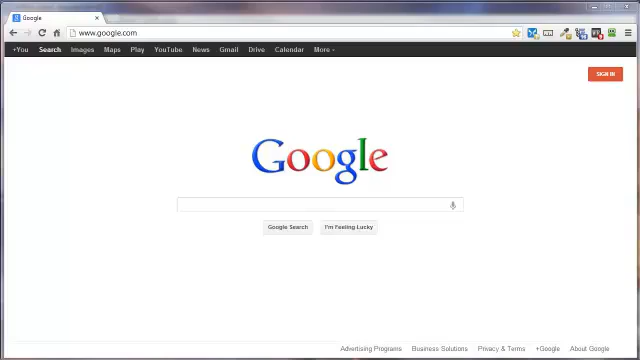 Google
www.google.com
+You Search Images Maps Play YouTube News Gmail Drive Calendar More
SIGN IN
Google
Google Search I'm Feeling Lucky
Advertising Programs Business Solutions Privacy & Terms +Google About Google